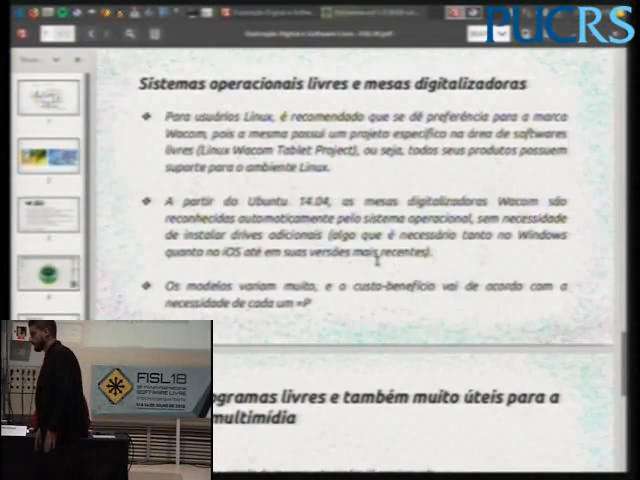 PUCRS
Sistemas operacionais livres e mesas digitalizadoras
Para usuários Linux, é recomendado que se dê preferência para a marca
Wacom, pois a mesma possui um projeto específico na área de softwares
livres (Linux Wacom Tablet Project), ou seja, todos seus produtos possuem
suporte para o ambiente Linux.
A partir do Ubuntu 14.04, as mesas digitalizadoras Wacom são
reconhecidas automaticamente pelo sistema operacional, sem necessidade
de instalar drives adicionais (algo que é necessário tanto no Windows
quanto no iOS até em suas versões mais recentes).
Os modelos variam muito, e o custo-benefício vai de acordo com a
necessidade de cada um =P
ogramas livres e também muito úteis para a
multimídia
FISL18
SOFTWARE LIVRE